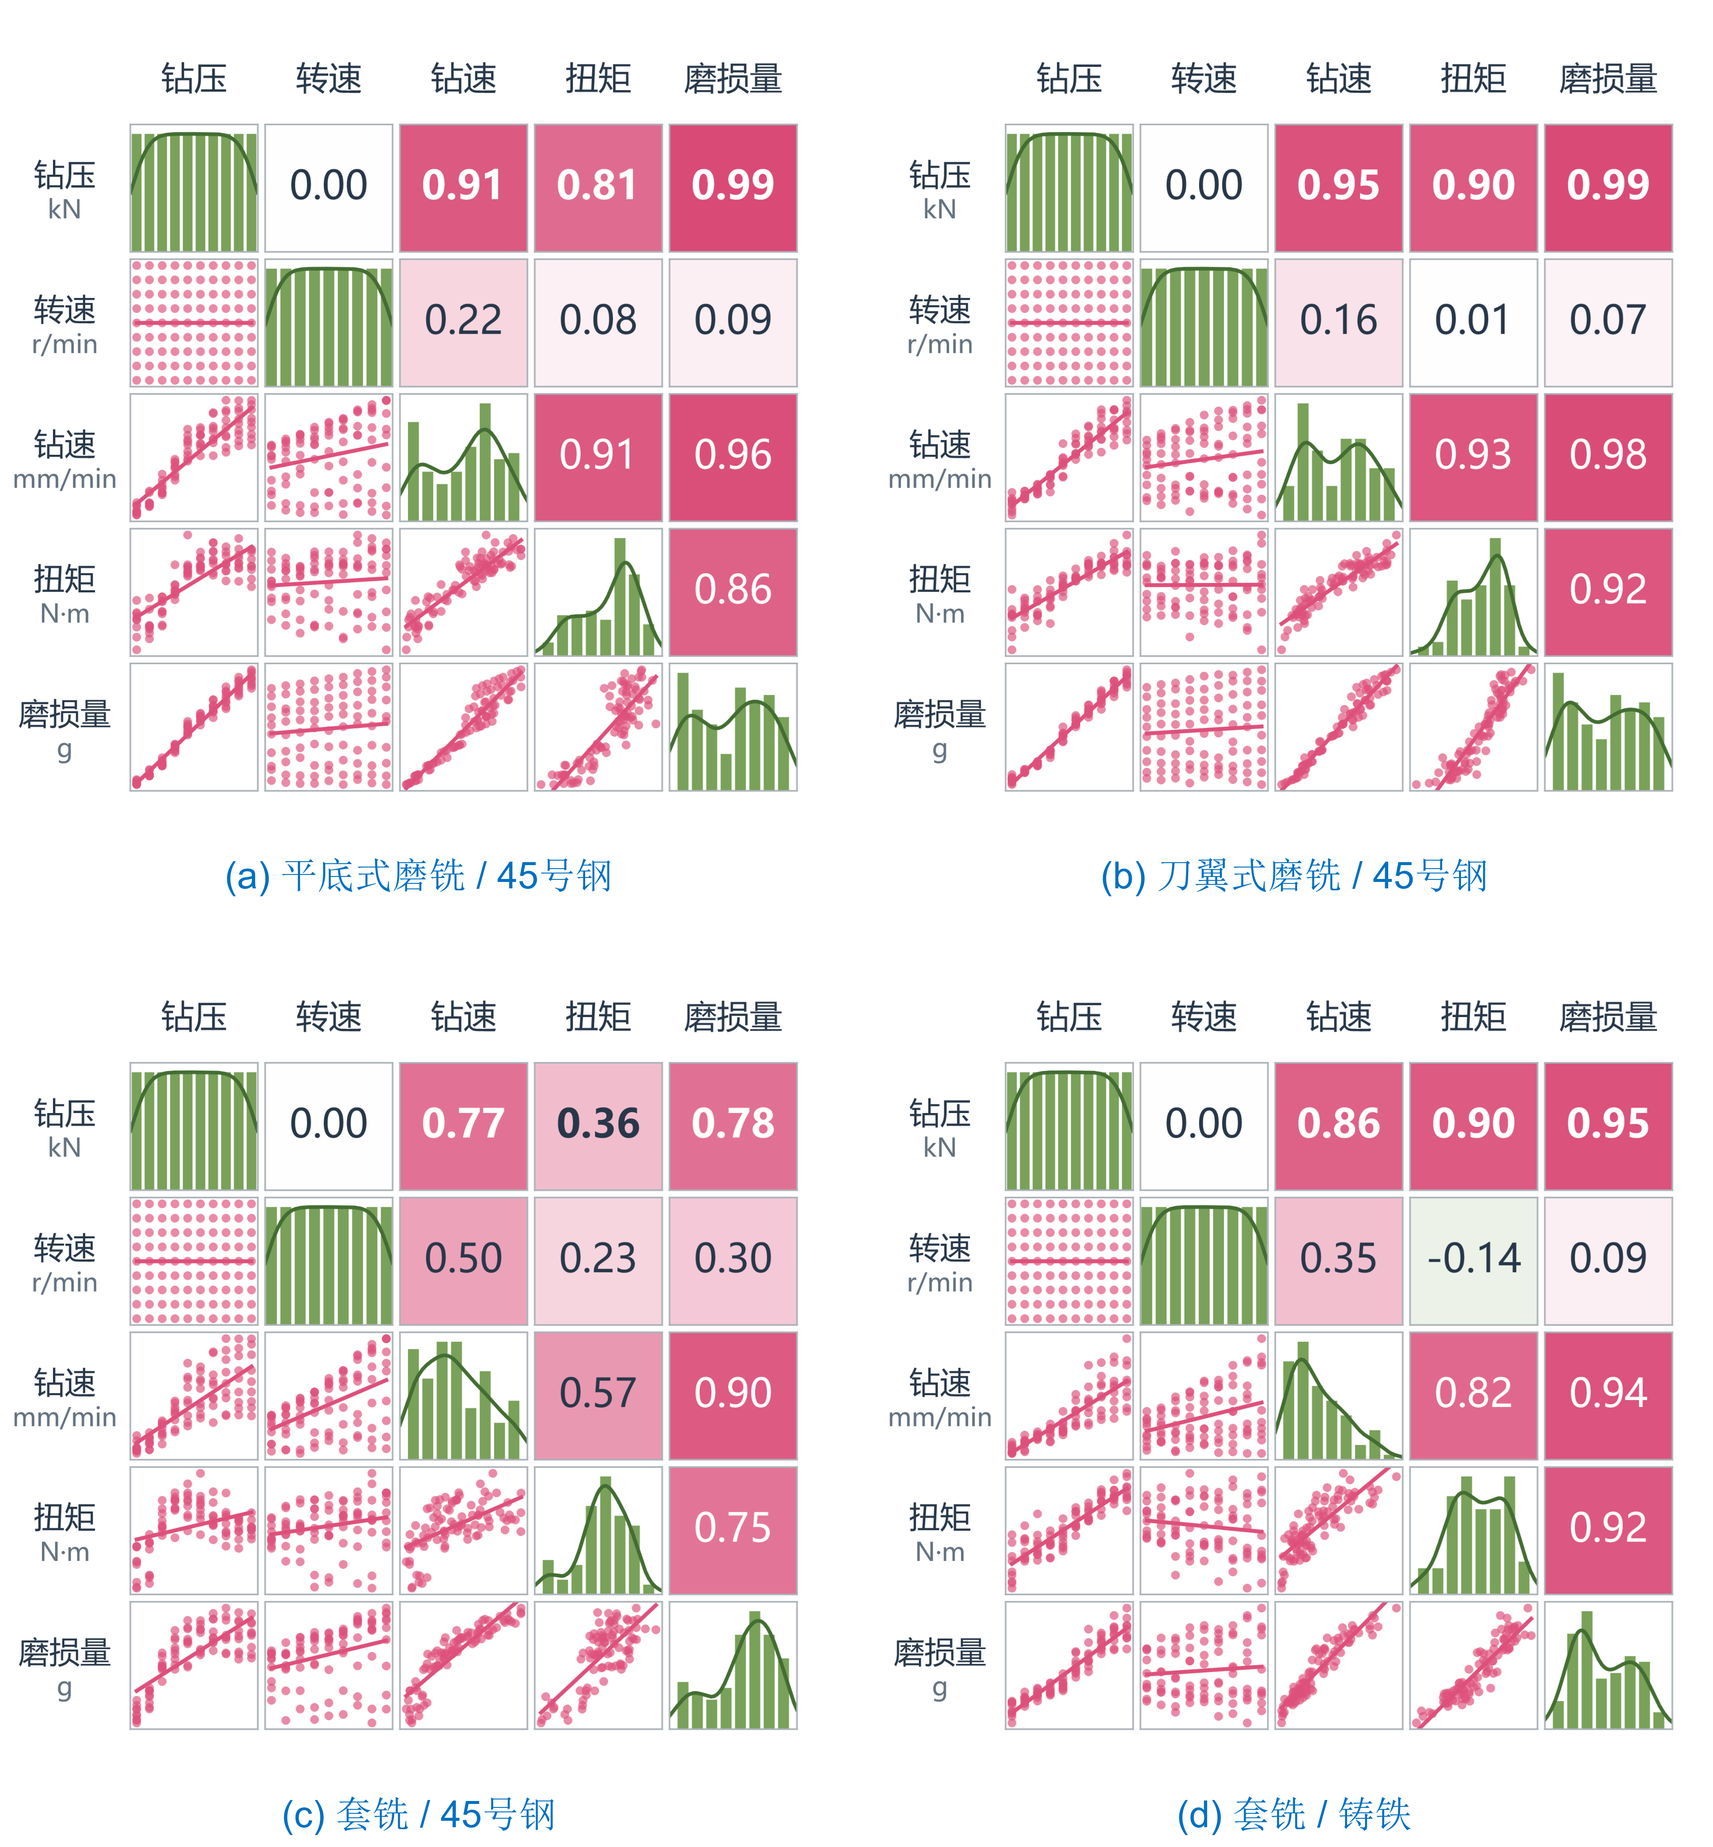 钻压 转速 钻速 扭矩 磨损量
钻压 0.00 0.91 0.81 0.99
kN
转速 0.22 0.08 0.09
r/min
钻速 0.91 0.96
mm/min
扭矩 0.86
N·m
磨损量
g
(a) 平底式磨铣 / 45号钢
钻压 转速 钻速 扭矩 磨损量
钻压 0.00 0.95 0.90 0.99
kN
转速 0.16 0.01 0.07
r/min
钻速 0.93 0.98
mm/min
扭矩 0.92
N·m
磨损量
g
(b) 刀翼式磨铣 / 45号钢
钻压 转速 钻速 扭矩 磨损量
钻压 0.00 0.77 0.36 0.78
kN
转速 0.50 0.23 0.30
r/min
钻速 0.57 0.90
mm/min
扭矩 0.75
N·m
磨损量
g
(c) 套铣 / 45号钢
钻压 转速 钻速 扭矩 磨损量
钻压 0.00 0.86 0.90 0.95
kN
转速 0.35 -0.14 0.09
r/min
钻速 0.82 0.94
mm/min
扭矩 0.92
N·m
磨损量
g
(d) 套铣 / 铸铁